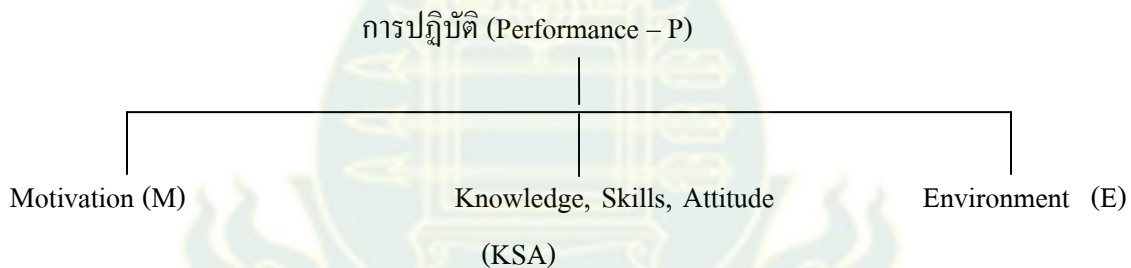 การปฏิบัติ (Performance – P)
Motivation (M) Knowledge, Skills, Attitude Environment (E)
(KSA)